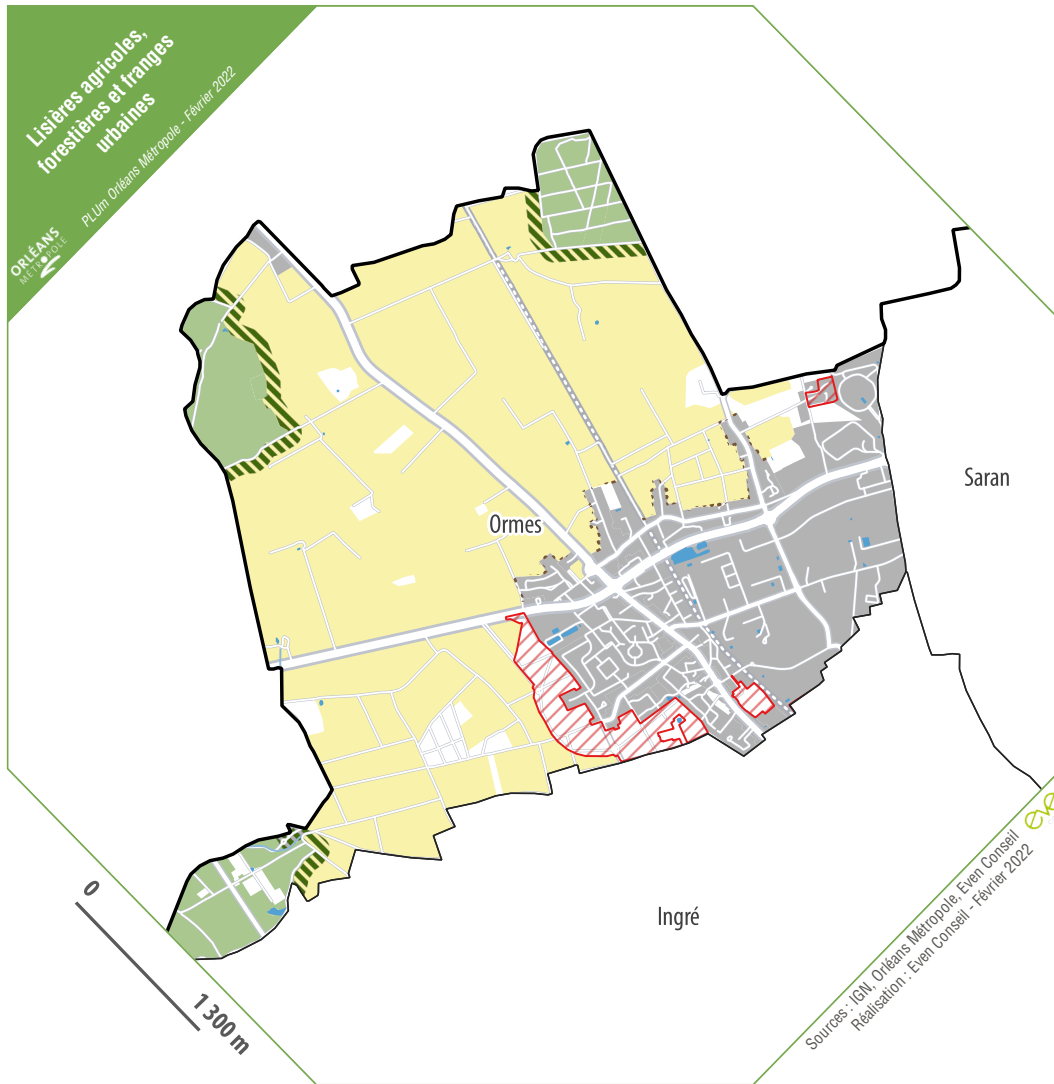 Lisières agricoles,
forestières et franges
urbaines
PLUm Orléans Métropole - Février 2022
ORLÉANS
MÉTROPOLE
Ormes
Saran
Ingré
0
1 300 m
Sources : IGN, Orléans Métropole, Even Conseil
Réalisation : Even Conseil - Février 2022